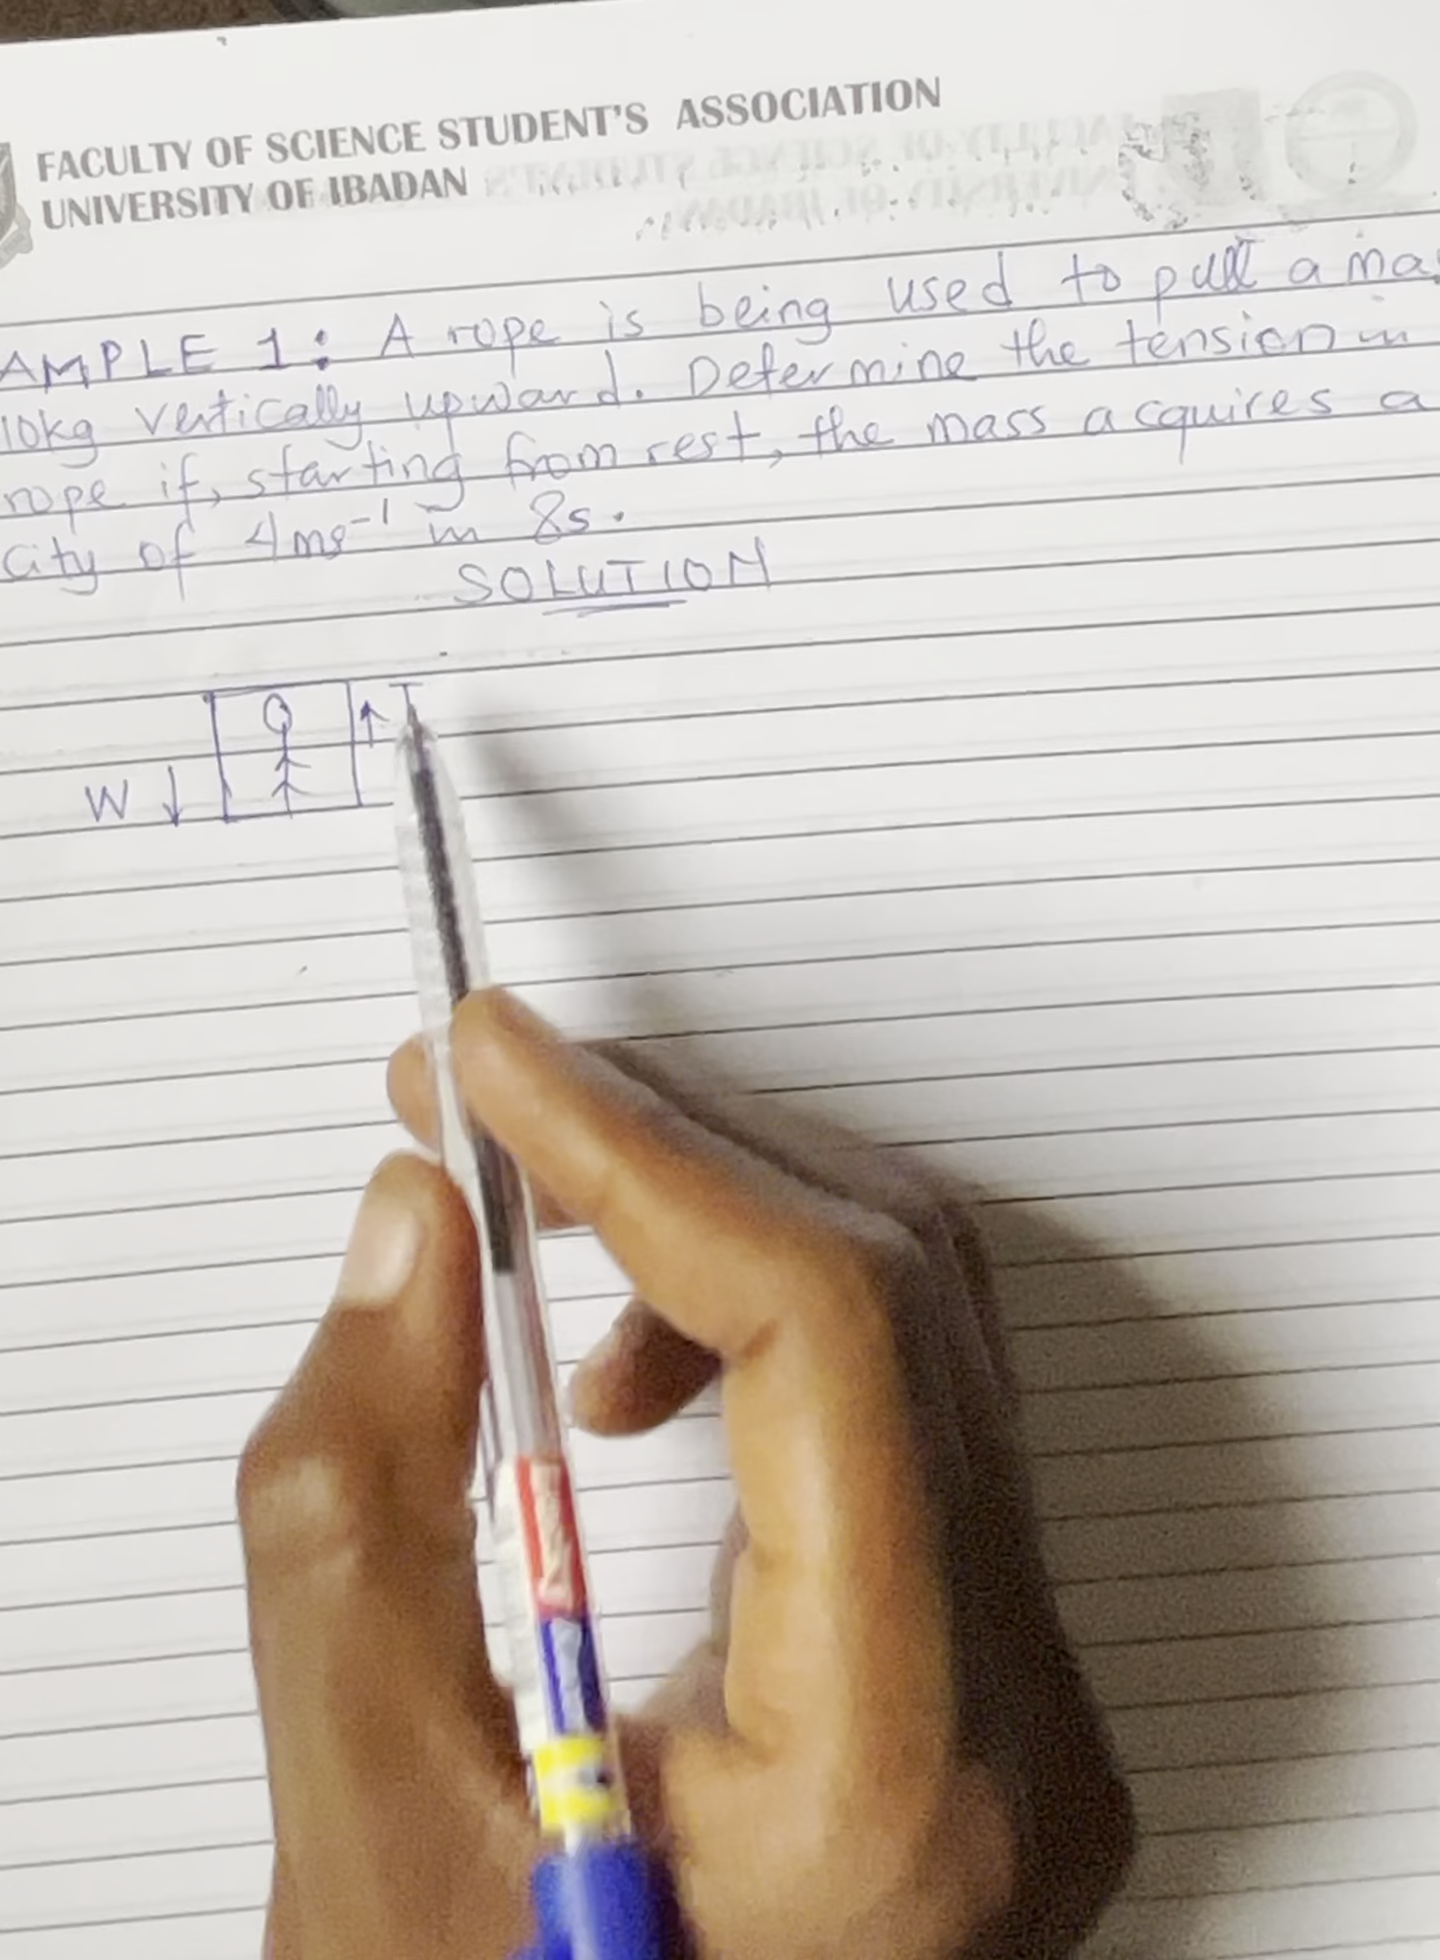 FACULTY OF SCIENCE STUDENT'S ASSOCIATION
UNIVERSITY OF IBADAN
AMPLE 1: A rope is being used to pull a mas
10kg vertically upward. Determine the tension in
rope if, starting from rest, the mass acquires a
city of 4ms⁻¹ in 8s.
SOLUTION
T
W